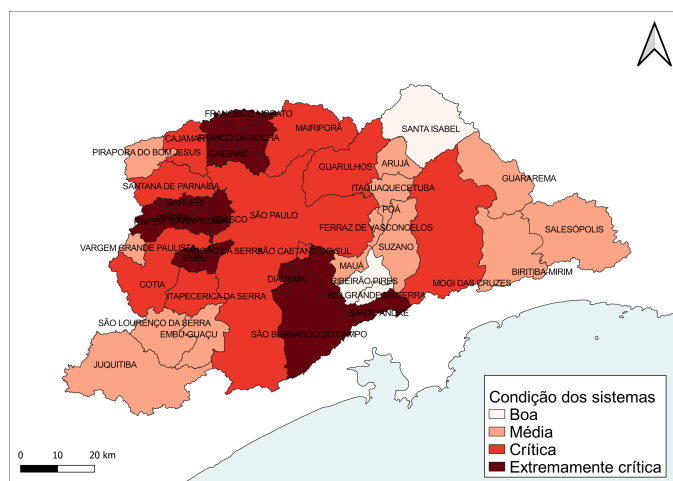 FRANCISCO MORATO
MAIRIPORÃ
SANTA ISABEL
CAJAMAR
FRANCO DA ROCHA
PIRAPORA DO BOM JESUS
CAIEIRAS
ARUJÁ
GUARULHOS
GUARAREMA
SANTANA DE PARNAÍBA
ITAQUAQUECETUBA
BARUERI
POÁ
JANDIRA
CARAPICUÍBA
OSASCO
SÃO PAULO
FERRAZ DE VASCONCELOS
SALESÓPOLIS
VARGEM GRANDE PAULISTA
SÃO CAETANO DO SUL
SUZANO
EMBU
MAUÁ
BIRITIBA-MIRIM
DIADEMA
RIBEIRÃO PIRES
MOGI DAS CRUZES
COTIA
ITAPECERICA DA SERRA
RIO GRANDE DA SERRA
SANTO ANDRÉ
SÃO LOURENÇO DA SERRA
EMBU-GUAÇU
SÃO BERNARDO DO CAMPO
JUQUITIBA
Condição dos sistemas
Boa
Média
Crítica
Extremamente crítica
0 10 20 km